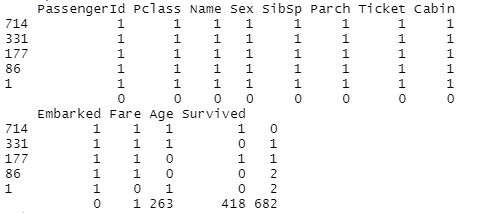 PassengerId Pclass Name Sex SibSp Parch Ticket Cabin
714 1 1 1 1 1 1 1 1
331 1 1 1 1 1 1 1 1
177 1 1 1 1 1 1 1 1
86 1 1 1 1 1 1 1 1
1 1 1 1 1 1 1 1 1
0 0 0 0 0 0 0 0
Embarked Fare Age Survived
714 1 1 1 1 0
331 1 1 1 0 1
177 1 1 0 1 1
86 1 1 0 0 2
1 1 0 1 0 2
0 1 263 418 682